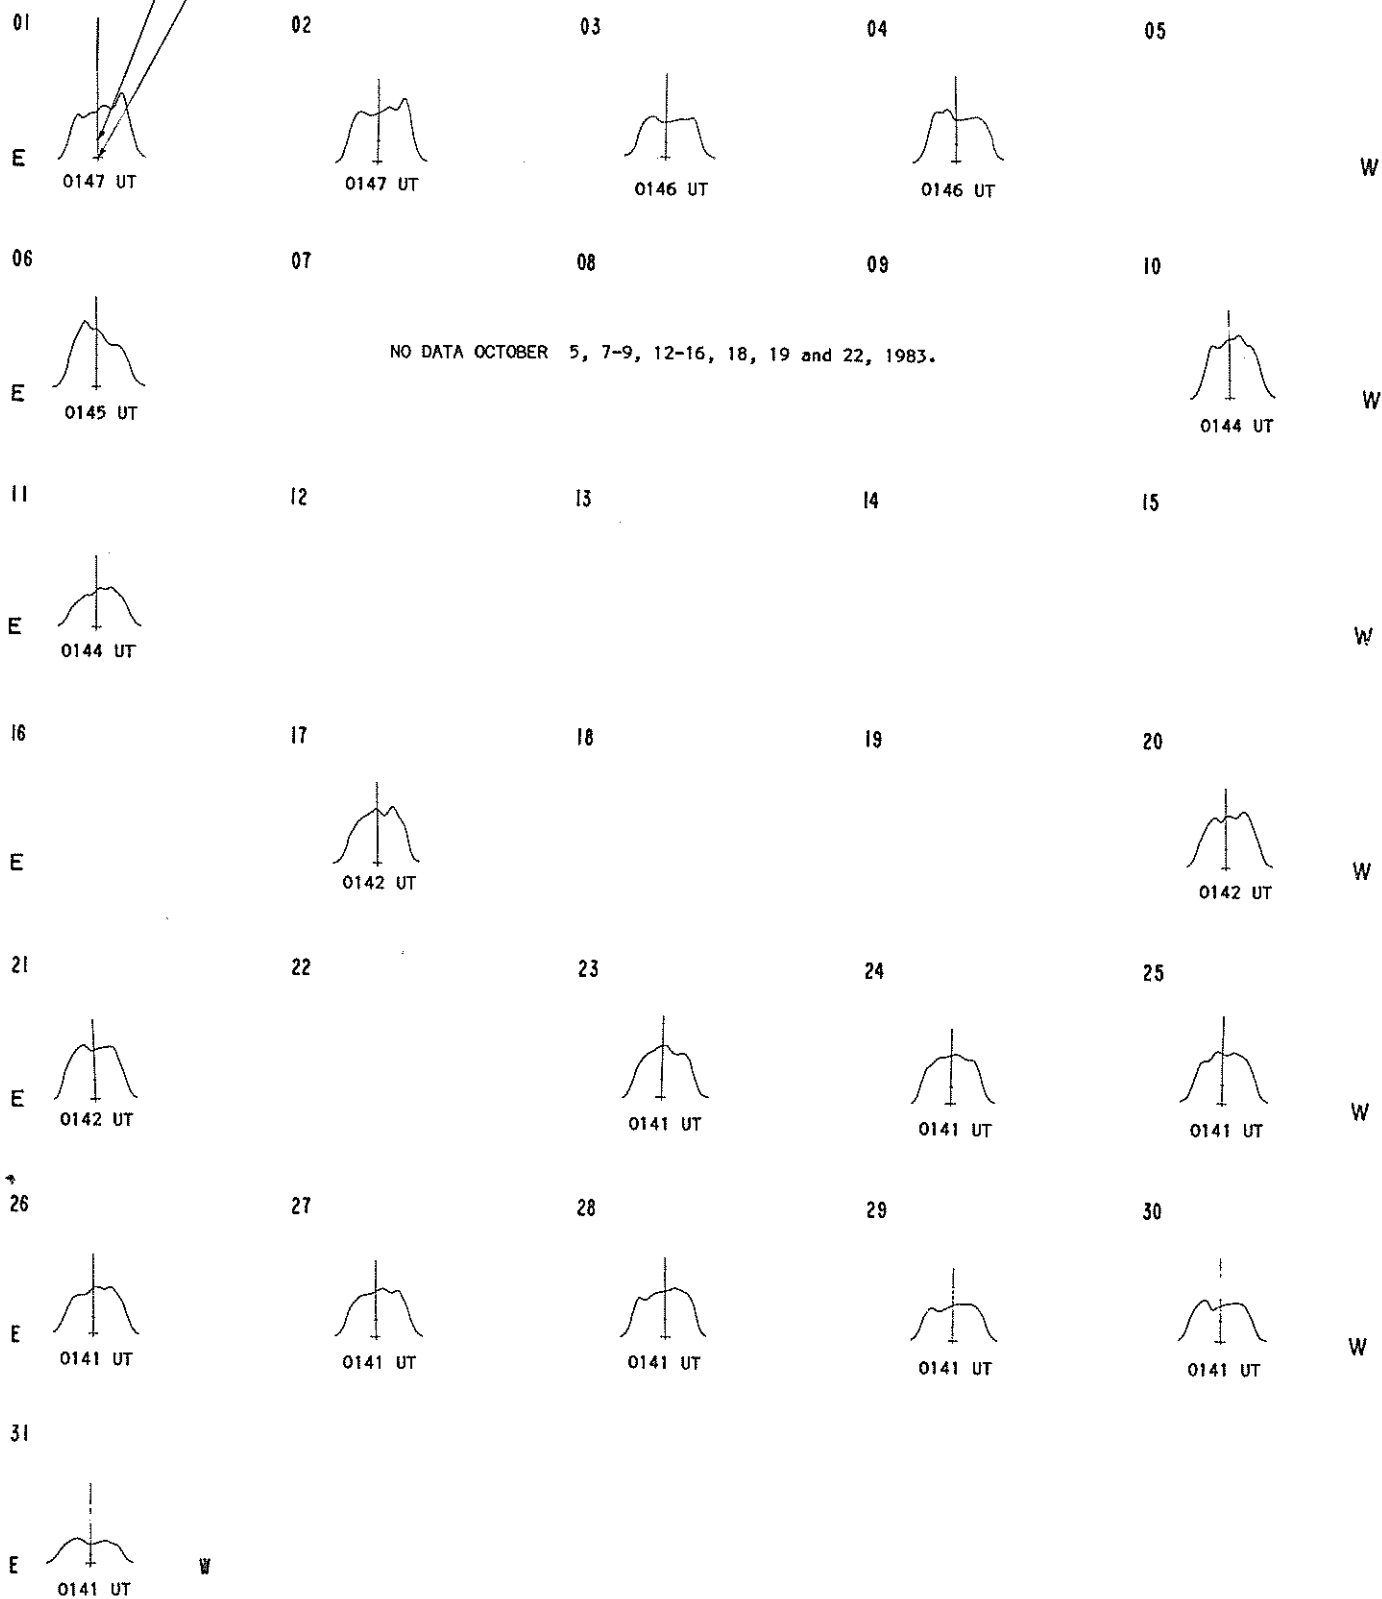 01 02 03 04 05
E W
0147 UT 0147 UT 0146 UT 0146 UT
06 07 08 09 10
NO DATA OCTOBER 5, 7-9, 12-16, 18, 19 and 22, 1983.
E W
0145 UT 0144 UT
11 12 13 14 15
E W
0144 UT
16 17 18 19 20
E W
0142 UT 0142 UT
21 22 23 24 25
E W
0142 UT 0141 UT 0141 UT 0141 UT
26 27 28 29 30
E W
0141 UT 0141 UT 0141 UT 0141 UT 0141 UT
31
E W
0141 UT